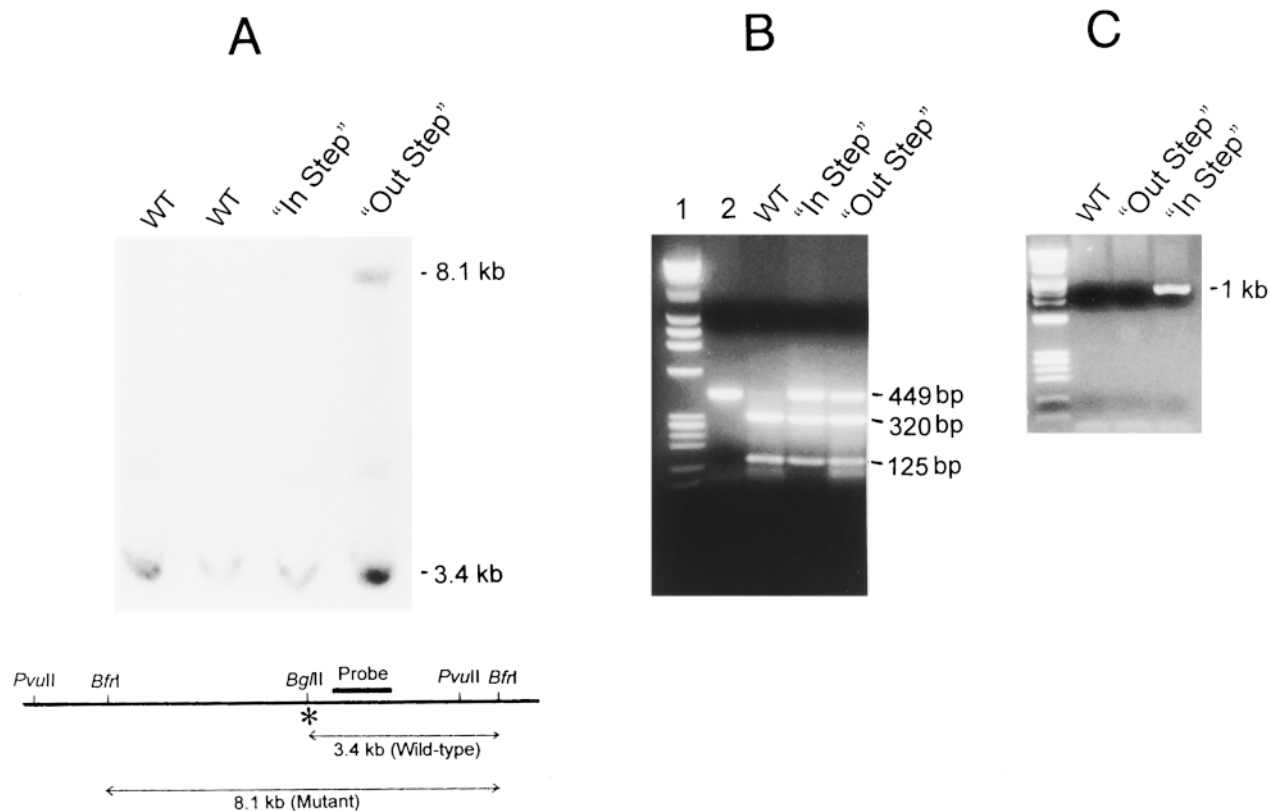 A
B
C
WT
WT
“In Step”
“Out Step”
- 8.1 kb
- 3.4 kb
1
2
WT
“In Step”
“Out Step”
- 449 bp
- 320 bp
- 125 bp
WT
“Out Step”
“In Step”
- 1 kb
PvuII
BfrI
BglII
Probe
PvuII
BfrI
*
3.4 kb (Wild-type)
8.1 kb (Mutant)